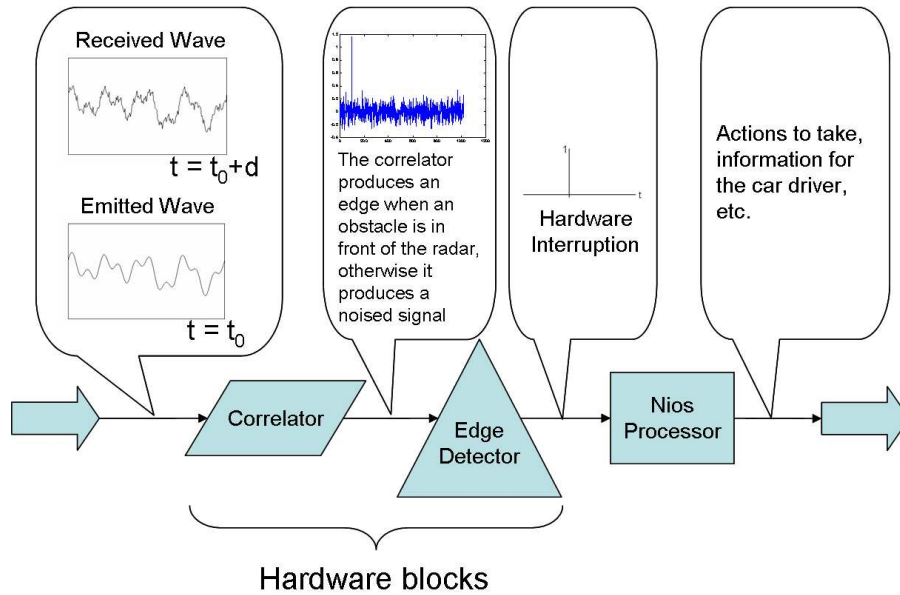 Received Wave
t = t₀+d
Emitted Wave
t = t₀
The correlator
produces an
edge when an
obstacle is in
front of the radar,
otherwise it
produces a
noised signal
1
t
Hardware
Interruption
Actions to take,
information for
the car driver,
etc.
Correlator
Edge
Detector
Nios
Processor
Hardware blocks